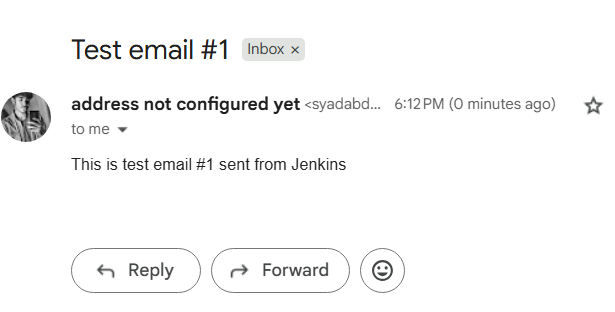 Test email #1 Inbox ×
address not configured yet <syadabd... 6:12 PM (0 minutes ago)
to me
This is test email #1 sent from Jenkins
Reply Forward